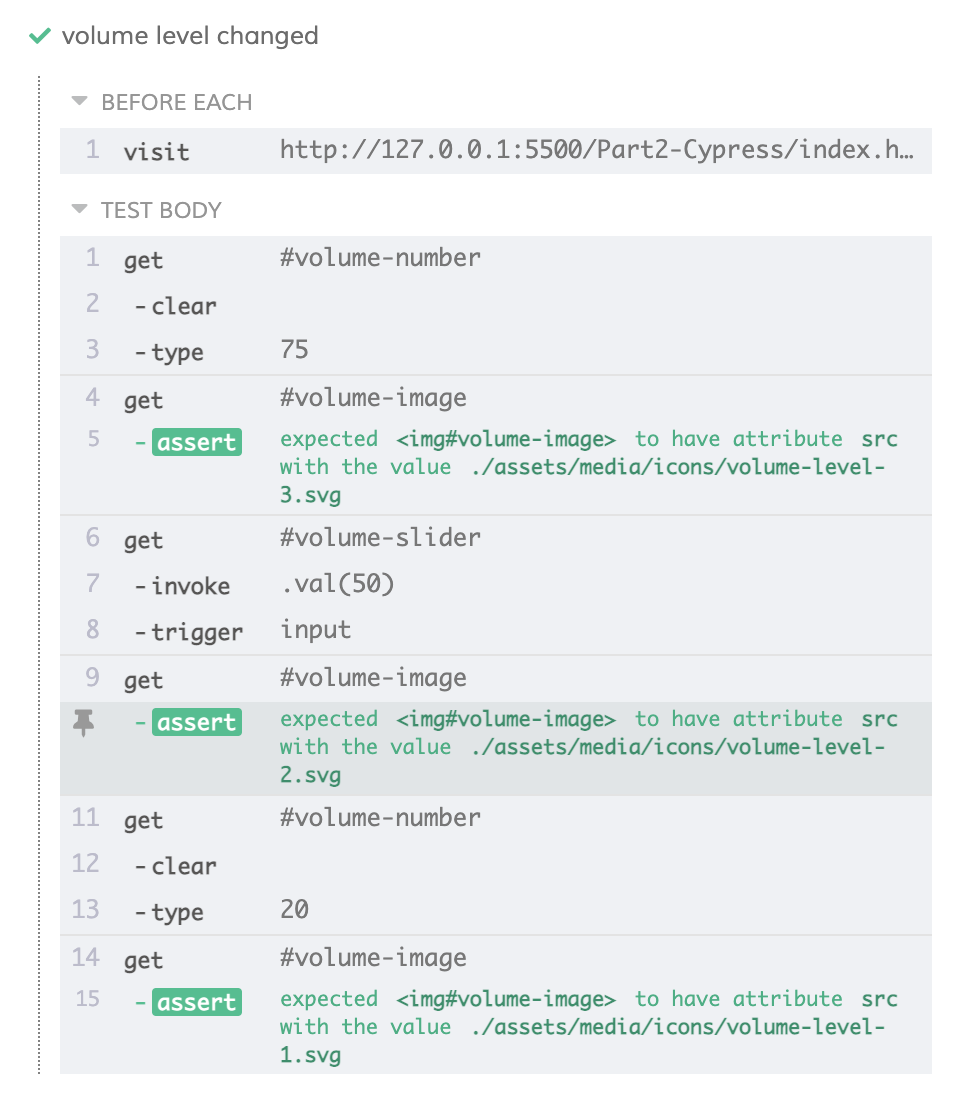 volume level changed
BEFORE EACH
1 visit http://127.0.0.1:5500/Part2-Cypress/index.h…
TEST BODY
1 get #volume-number
2 -clear
3 -type 75
4 get #volume-image
5 -assert expected <img#volume-image> to have attribute src
with the value ./assets/media/icons/volume-level-
3.svg
6 get #volume-slider
7 -invoke .val(50)
8 -trigger input
9 get #volume-image
-assert expected <img#volume-image> to have attribute src
with the value ./assets/media/icons/volume-level-
2.svg
11 get #volume-number
12 -clear
13 -type 20
14 get #volume-image
15 -assert expected <img#volume-image> to have attribute src
with the value ./assets/media/icons/volume-level-
1.svg